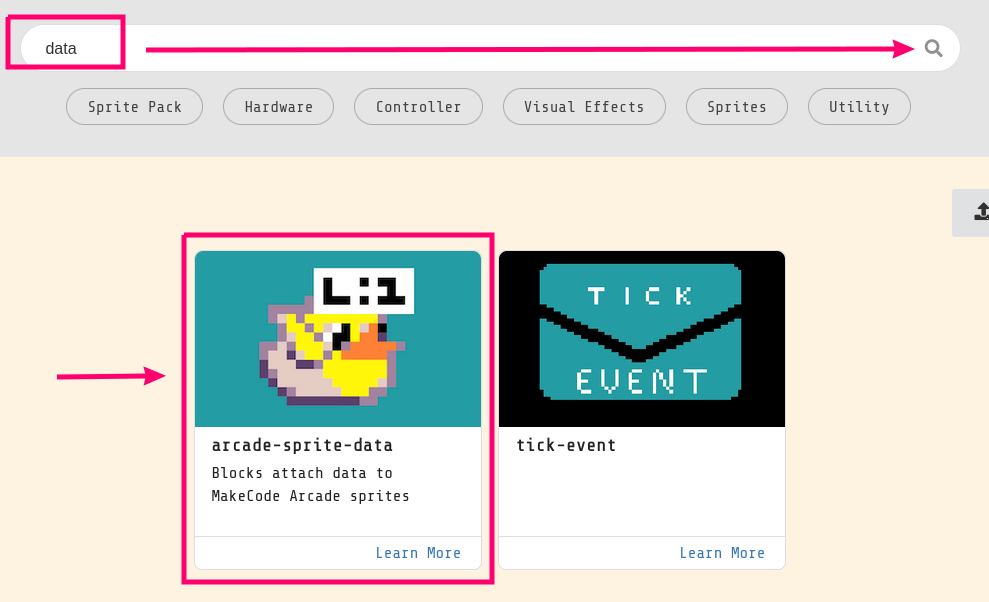 data
Sprite Pack Hardware Controller Visual Effects Sprites Utility
L:1
TICK
EVENT
arcade-sprite-data
Blocks attach data to
MakeCode Arcade sprites
Learn More
tick-event
Learn More